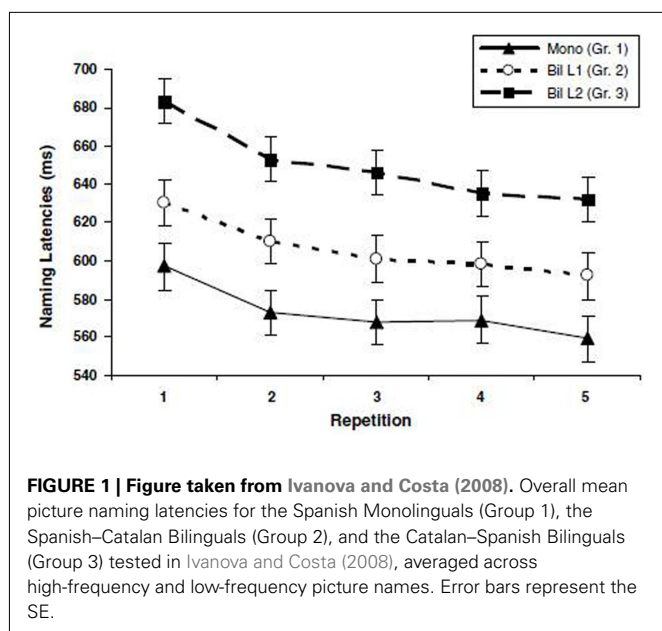 Mono (Gr. 1)
Bil L1 (Gr. 2)
Bil L2 (Gr. 3)
700
680
660
640
620
600
580
560
540
Naming Latencies (ms)
1 2 3 4 5
Repetition
FIGURE 1 | Figure taken from Ivanova and Costa (2008). Overall mean
picture naming latencies for the Spanish Monolinguals (Group 1), the
Spanish–Catalan Bilinguals (Group 2), and the Catalan–Spanish Bilinguals
(Group 3) tested in Ivanova and Costa (2008), averaged across
high-frequency and low-frequency picture names. Error bars represent the
SE.